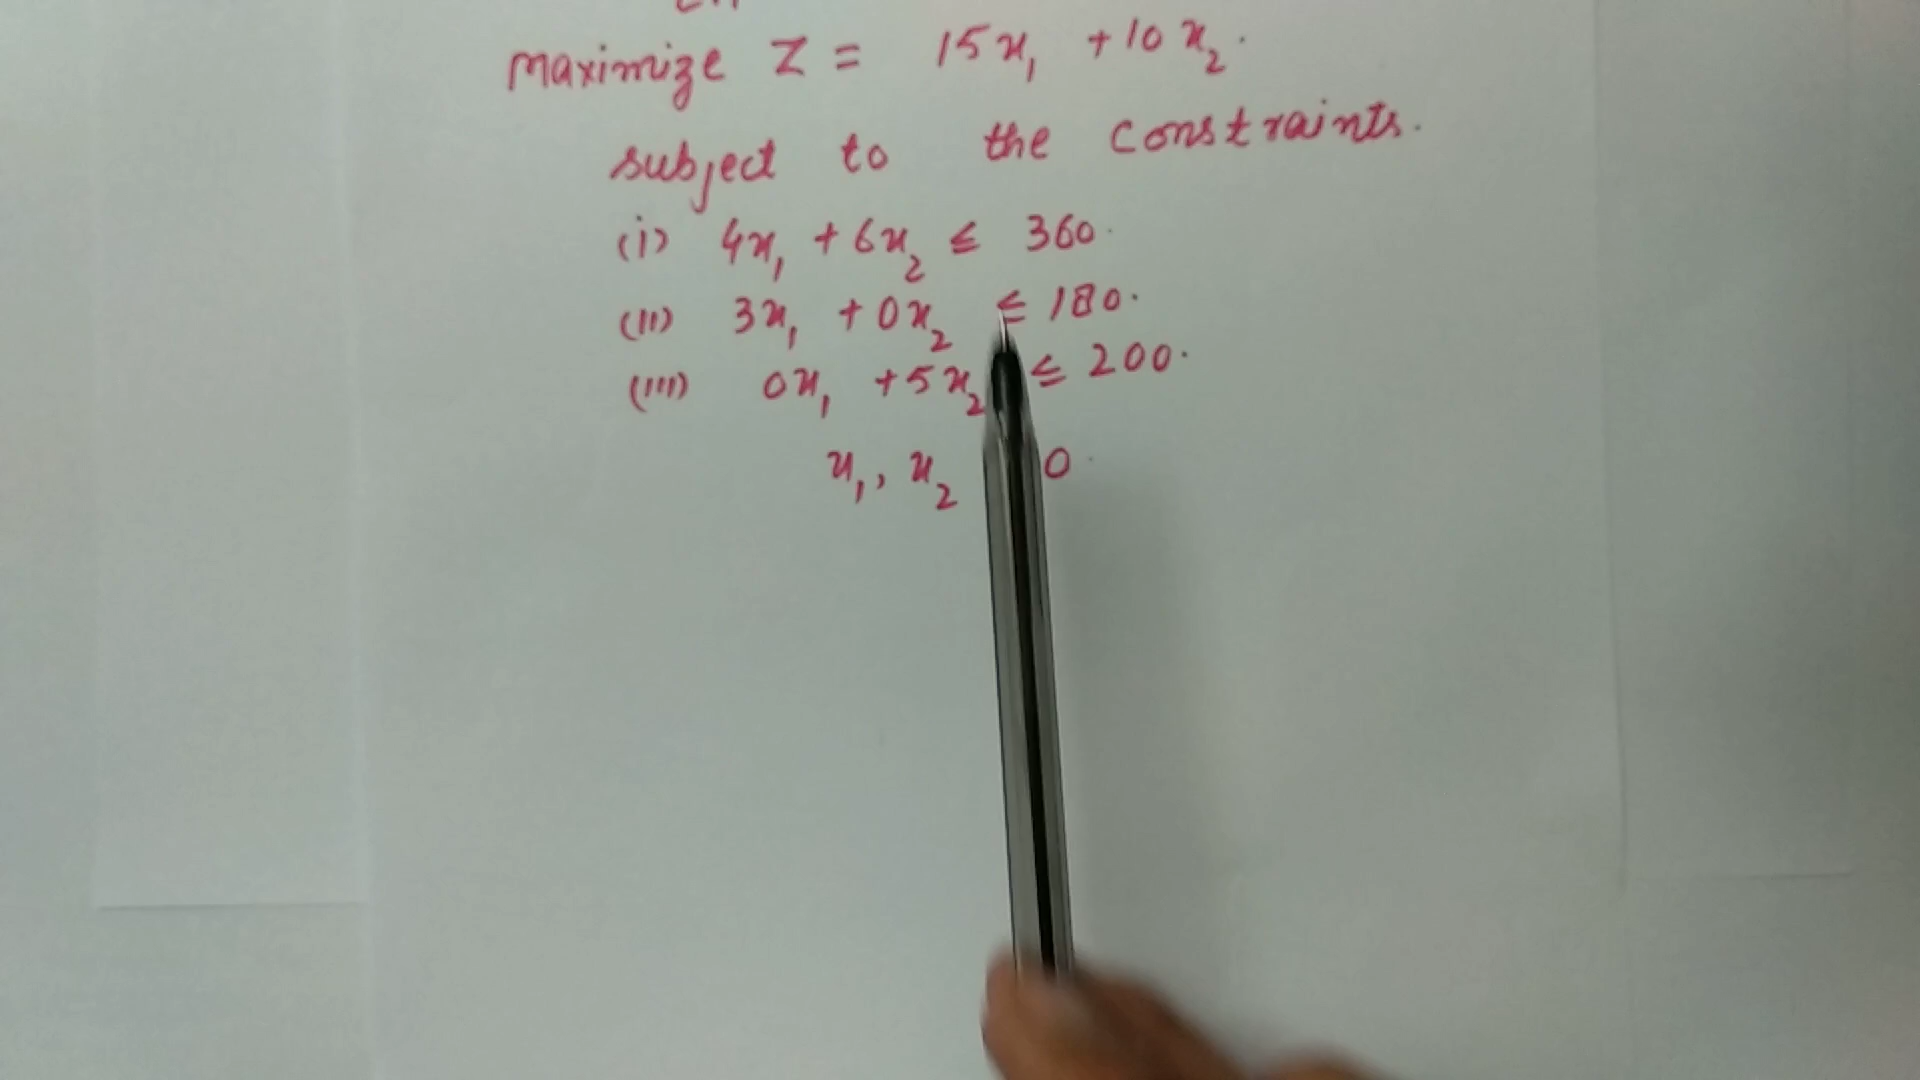 Maximize Z = 15x₁ + 10x₂.
subject to the constraints.
(i) 4x₁ + 6x₂ ≤ 360.
(ii) 3x₁ + 0x₂ ≤ 180.
(iii) 0x₁ + 5x₂ ≤ 200.
x₁, x₂ 0